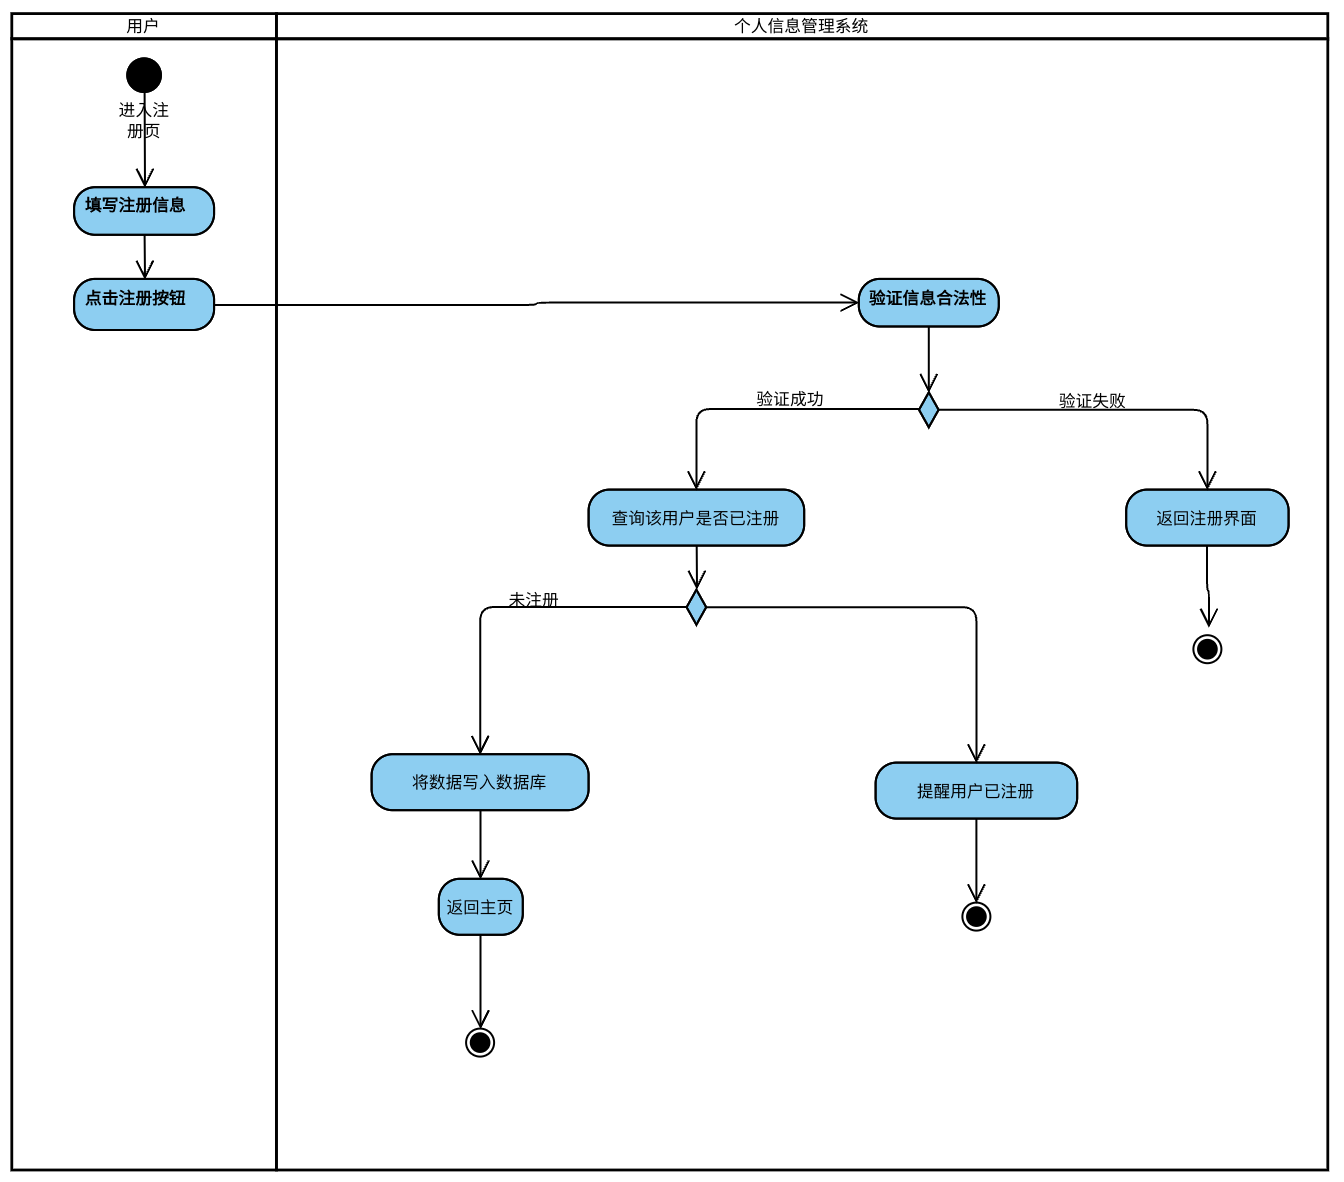 用户
个人信息管理系统
进入注
册页
填写注册信息
点击注册按钮
验证信息合法性
验证成功
验证失败
查询该用户是否已注册
返回注册界面
未注册
将数据写入数据库
提醒用户已注册
返回主页